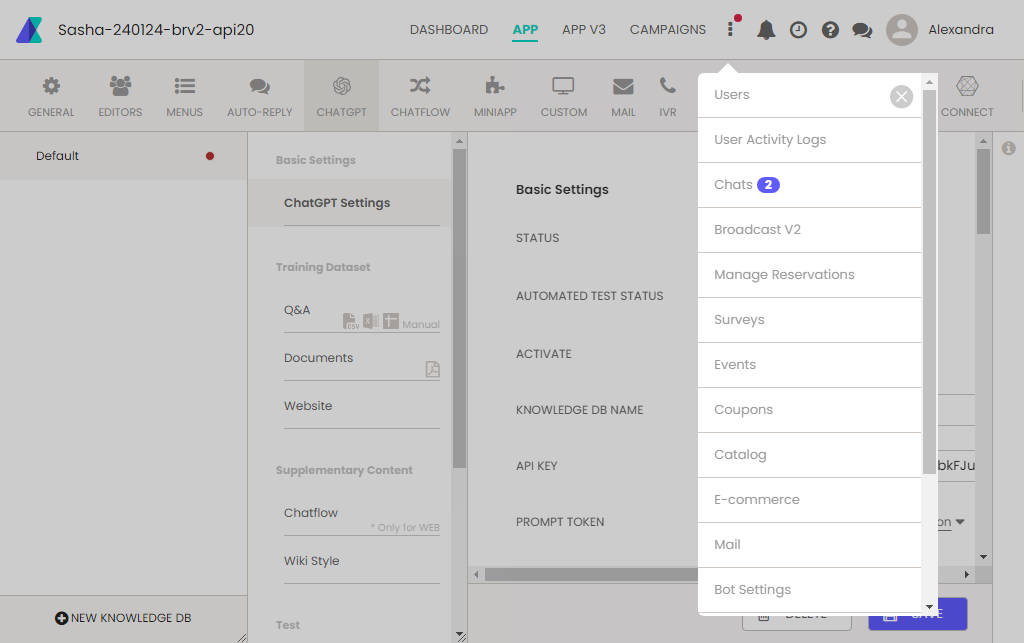 Sasha-240124-brv2-api20
DASHBOARD
APP
APP V3
CAMPAIGNS
Alexandra
GENERAL
EDITORS
MENUS
AUTO-REPLY
CHATGPT
CHATFLOW
MINIAPP
CUSTOM
MAIL
IVR
CONNECT
Default
NEW KNOWLEDGE DB
Basic Settings
ChatGPT Settings
Training Dataset
Q&A
CSV
Manual
Documents
Website
Supplementary Content
Chatflow
* Only for WEB
Wiki Style
Test
Basic Settings
STATUS
AUTOMATED TEST STATUS
ACTIVATE
KNOWLEDGE DB NAME
API KEY
bkFJu
PROMPT TOKEN
on
DELETE
SAVE
Users
User Activity Logs
Chats 2
Broadcast V2
Manage Reservations
Surveys
Events
Coupons
Catalog
E-commerce
Mail
Bot Settings